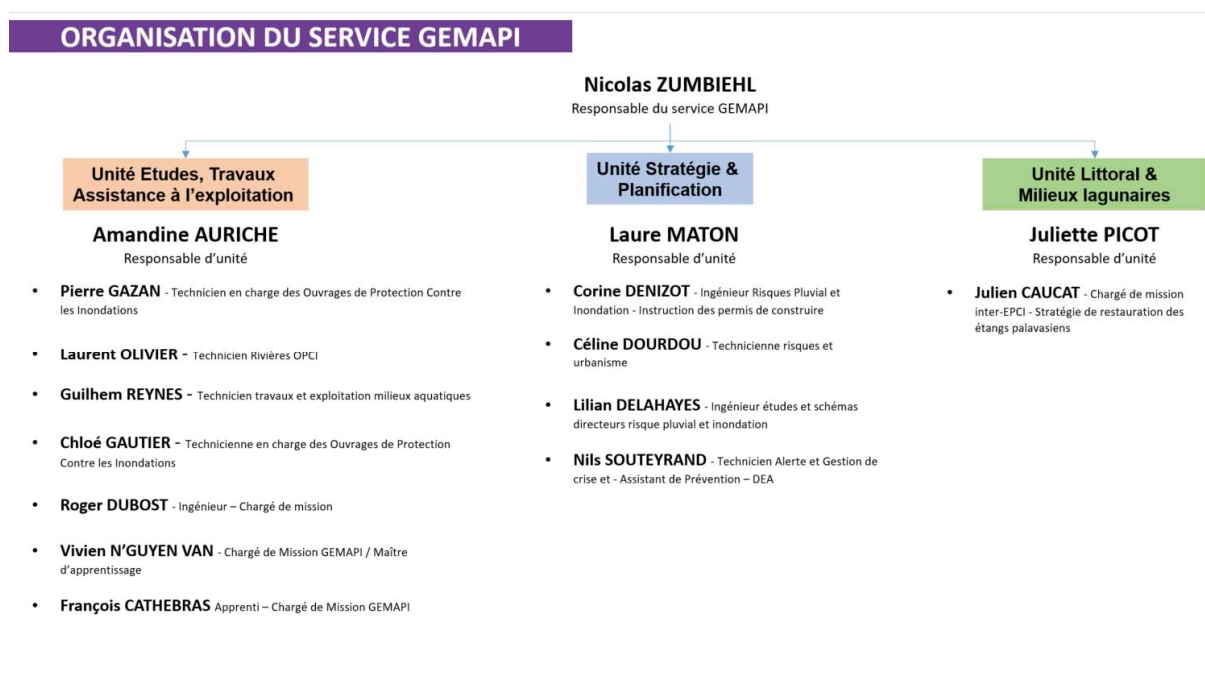 ORGANISATION DU SERVICE GEMAPI
Nicolas ZUMBIEHL
Responsable du service GEMAPI
Unité Etudes, Travaux
Assistance à l'exploitation
Amandine AURICHE
Responsable d'unité
• Pierre GAZAN - Technicien en charge des Ouvrages de Protection Contre
les Inondations
• Laurent OLIVIER - Technicien Rivières OPCI
• Guilhem REYNES - Technicien travaux et exploitation milieux aquatiques
• Chloé GAUTIER - Technicienne en charge des Ouvrages de Protection
Contre les Inondations
• Roger DUBOST - Ingénieur – Chargé de mission
• Vivien N'GUYEN VAN - Chargé de Mission GEMAPI / Maître
d'apprentissage
• François CATHEBRAS Apprenti – Chargé de Mission GEMAPI
Unité Stratégie &
Planification
Laure MATON
Responsable d'unité
• Corine DENIZOT - Ingénieur Risques Pluvial et
Inondation - Instruction des permis de construire
• Céline DOURDOU - Technicienne risques et
urbanisme
• Lilian DELAHAYES - Ingénieur études et schémas
directeurs risque pluvial et inondation
• Nils SOUTEYRAND - Technicien Alerte et Gestion de
crise et - Assistant de Prévention – DEA
Unité Littoral &
Milieux lagunaires
Juliette PICOT
Responsable d'unité
• Julien CAUCAT - Chargé de mission
inter-EPCI - Stratégie de restauration des
étangs palavasiens